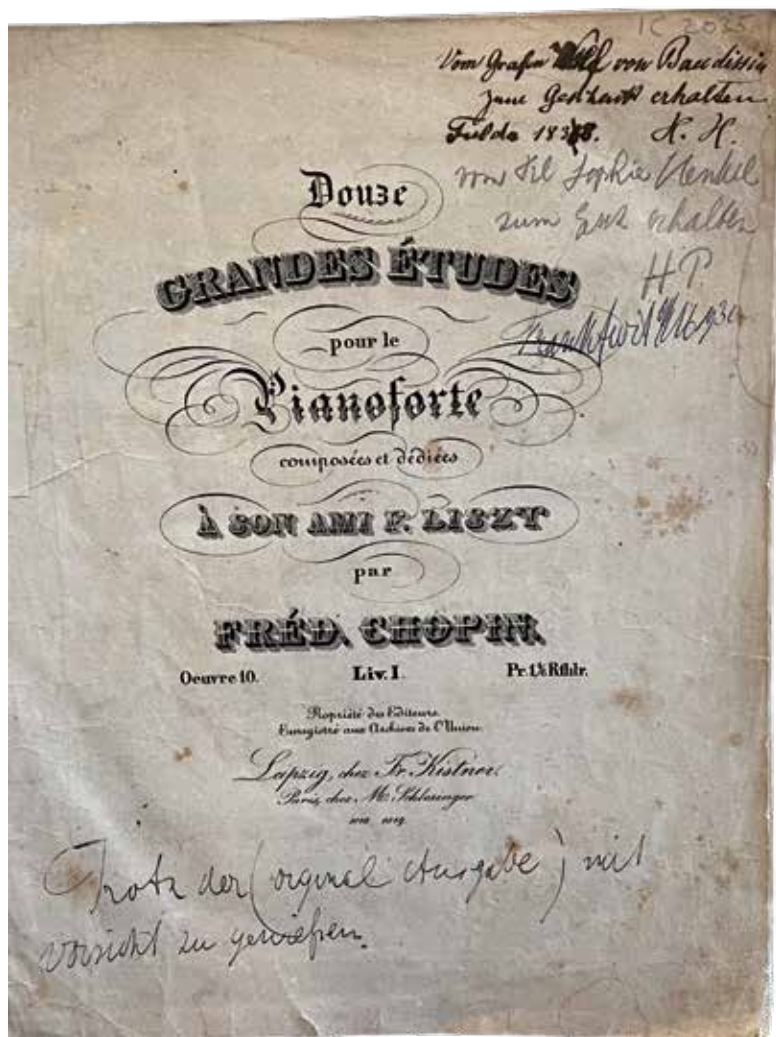 IC 2035
Vom Grafen Wolf von Baudissin
zum Geschenk erhalten
Fulda 1838. H. H.
von Frl Sophie Henkel
zum Gesch erhalten
H. P.
Frankfurt
Douze
GRANDES ÉTUDES
pour le
Pianoforte
composées et dédiées
À SON AMI F. LISZT
par
FRÉD. CHOPIN.
Oeuvre 10. Liv. I. Pr. Rthlr.
Propriété des Editeurs.
Enregistré aux Archives de l'Union.
Leipzig, chez Fr. Kistner.
Paris, chez M. Schlesinger
1018. 1019.
Trotz der (original Ausgabe) mit
Vorsicht zu genießen.